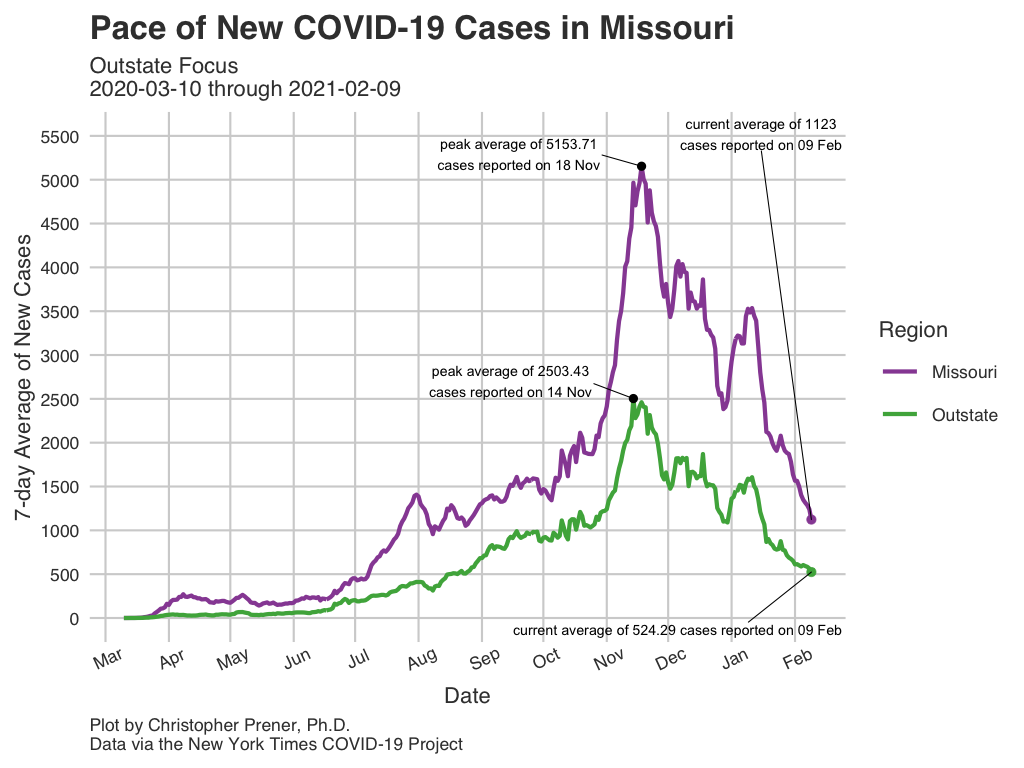 Pace of New COVID-19 Cases in Missouri
Outstate Focus
2020-03-10 through 2021-02-09
7-day Average of New Cases
5500
5000
4500
4000
3500
3000
2500
2000
1500
1000
500
0
peak average of 5153.71
cases reported on 18 Nov
current average of 1123
cases reported on 09 Feb
peak average of 2503.43
cases reported on 14 Nov
current average of 524.29 cases reported on 09 Feb
Mar
Apr
May
Jun
Jul
Aug
Sep
Oct
Nov
Dec
Jan
Feb
Date
Region
Missouri
Outstate
Plot by Christopher Prener, Ph.D.
Data via the New York Times COVID-19 Project